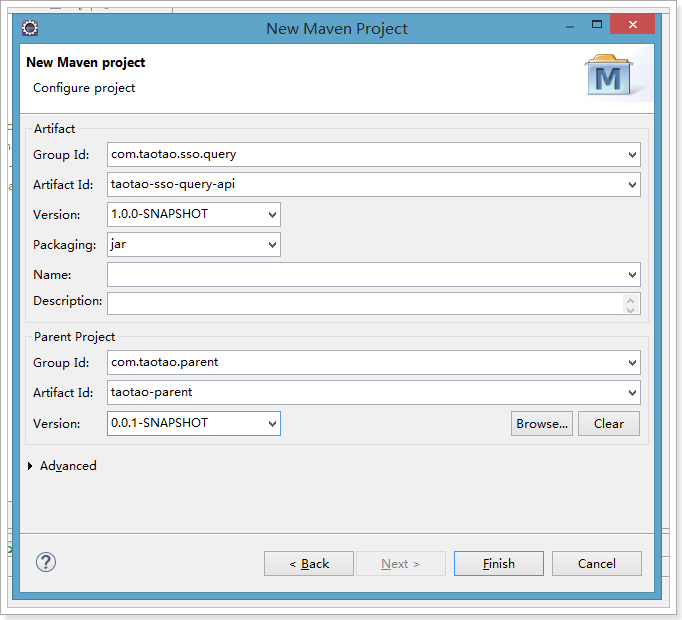 New Maven Project
New Maven project
Configure project
M
Artifact
Group Id: com.taotao.sso.query
Artifact Id: taotao-sso-query-api
Version: 1.0.0-SNAPSHOT
Packaging: jar
Name:
Description:
Parent Project
Group Id: com.taotao.parent
Artifact Id: taotao-parent
Version: 0.0.1-SNAPSHOT Browse... Clear
Advanced
? < Back Next > Finish Cancel